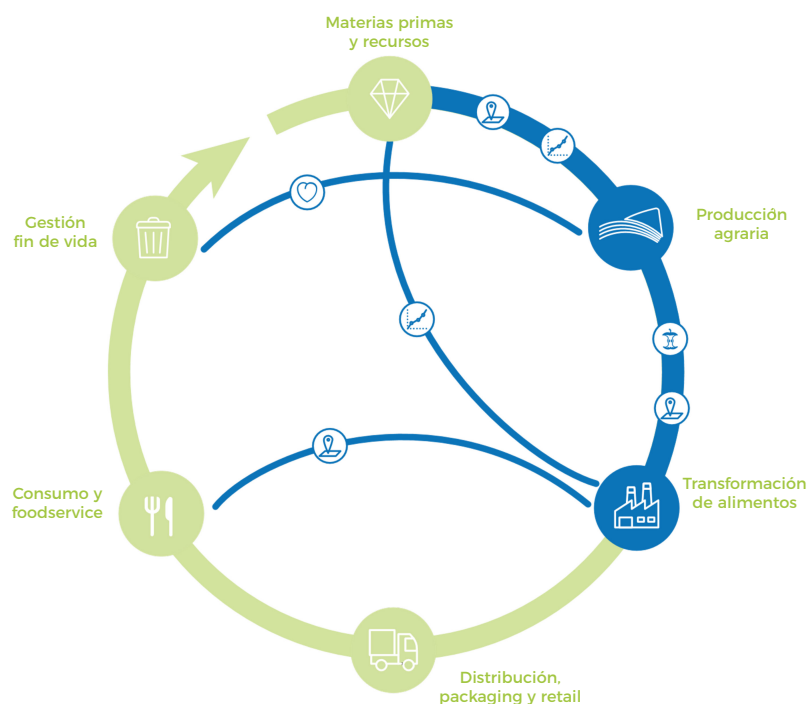 Materias primas
y recursos
Producción
agraria
Transformación
de alimentos
Distribución,
packaging y retail
Consumo y
foodservice
Gestión
fin de vida